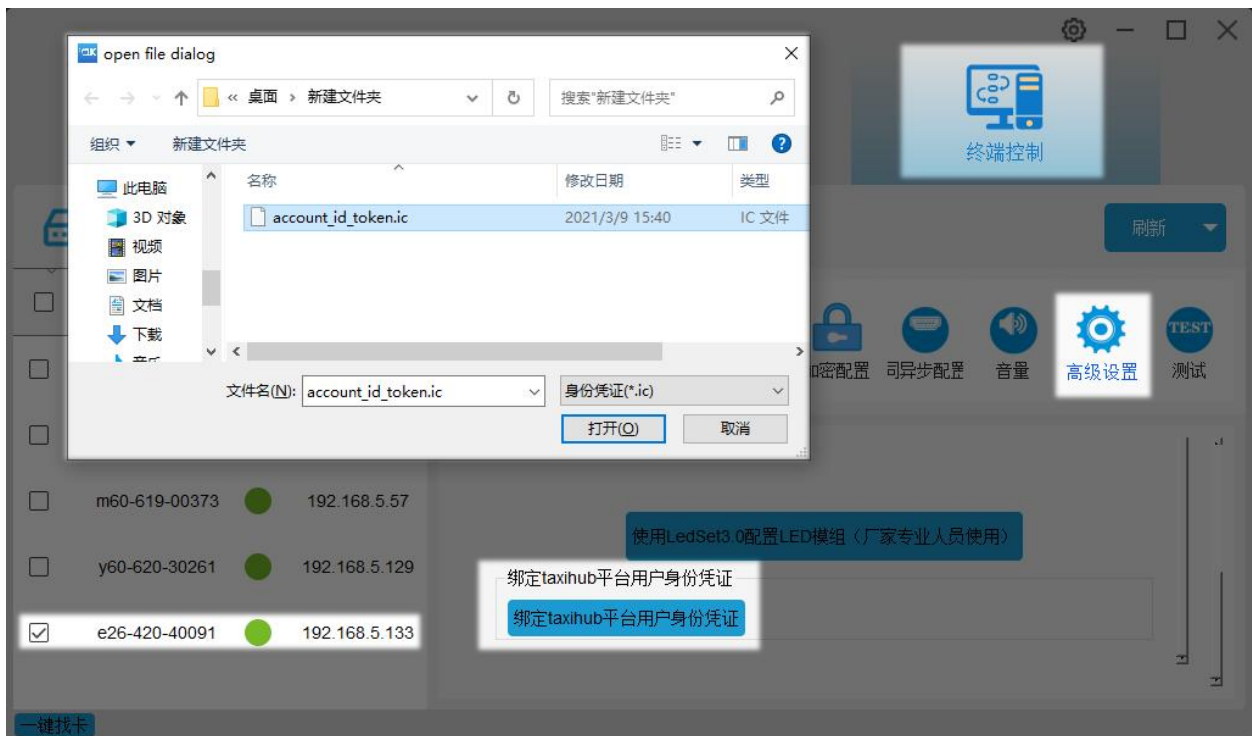 open file dialog
« 桌面 › 新建文件夹
搜索"新建文件夹"
组织
新建文件夹
此电脑
3D 对象
视频
图片
文档
下载
音乐
名称
修改日期
类型
account_id_token.ic
2021/3/9 15:40
IC 文件
文件名(N):
account_id_token.ic
身份凭证(*.ic)
打开(O)
取消
终端控制
刷新
加密配置
同异步配置
音量
高级设置
TEST
测试
m60-619-00373
192.168.5.57
y60-620-30261
192.168.5.129
e26-420-40091
192.168.5.133
使用LedSet3.0配置LED模组（厂家专业人员使用）
绑定taxihub平台用户身份凭证
绑定taxihub平台用户身份凭证
一键找卡